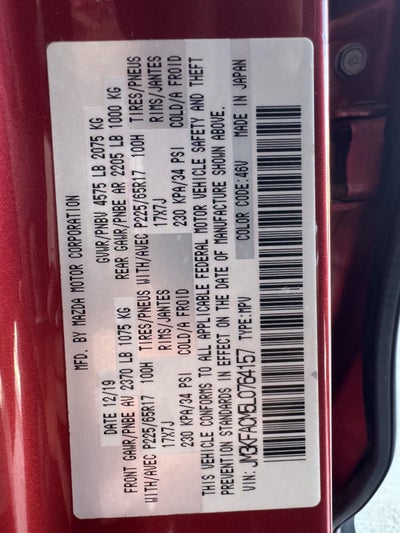 MFD. BY MAZDA MOTOR CORPORATION
DATE 12/19 GVWR/PNBV 4575 LB 2075 KG
FRONT GAWR/PNBE AV 2370 LB 1075 KG REAR GAWR/PNBE AR 2205 LB 1000 KG
WITH/AVEC P225/65R17 100H TIRES/PNEUS WITH/AVEC P225/65R17 100H TIRES/PNEUS
17X7J RIMS/JANTES 17X7J RIMS/JANTES
230 KPA/34 PSI COLD/A FROID 230 KPA/34 PSI COLD/A FROID
THIS VEHICLE CONFORMS TO ALL APPLICABLE FEDERAL MOTOR VEHICLE SAFETY AND THEFT
PREVENTION STANDARDS IN EFFECT ON THE DATE OF MANUFACTURE SHOWN ABOVE.
VIN: JM3KFACM5L0764157 TYPE: MPV COLOR CODE: 46V MADE IN JAPAN